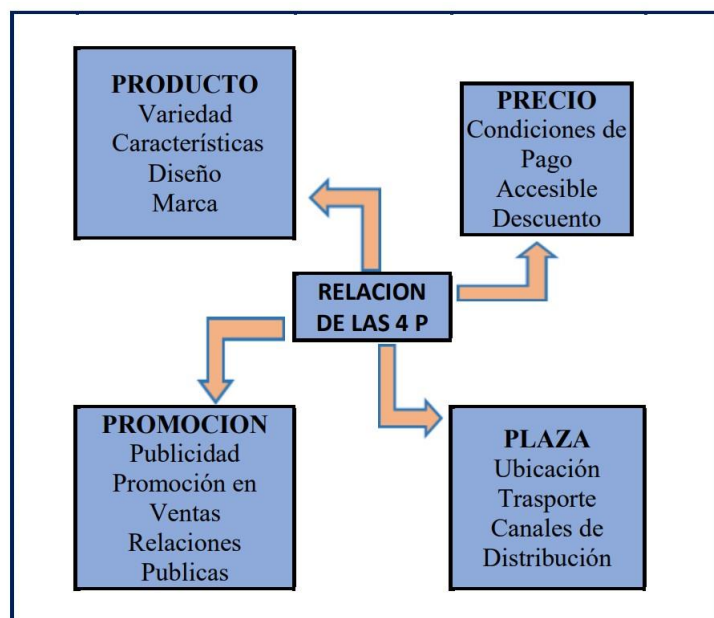 PRODUCTO
Variedad
Características
Diseño
Marca
PRECIO
Condiciones de
Pago
Accesible
Descuento
RELACION
DE LAS 4 P
PROMOCION
Publicidad
Promoción en
Ventas
Relaciones
Publicas
PLAZA
Ubicación
Trasporte
Canales de
Distribución